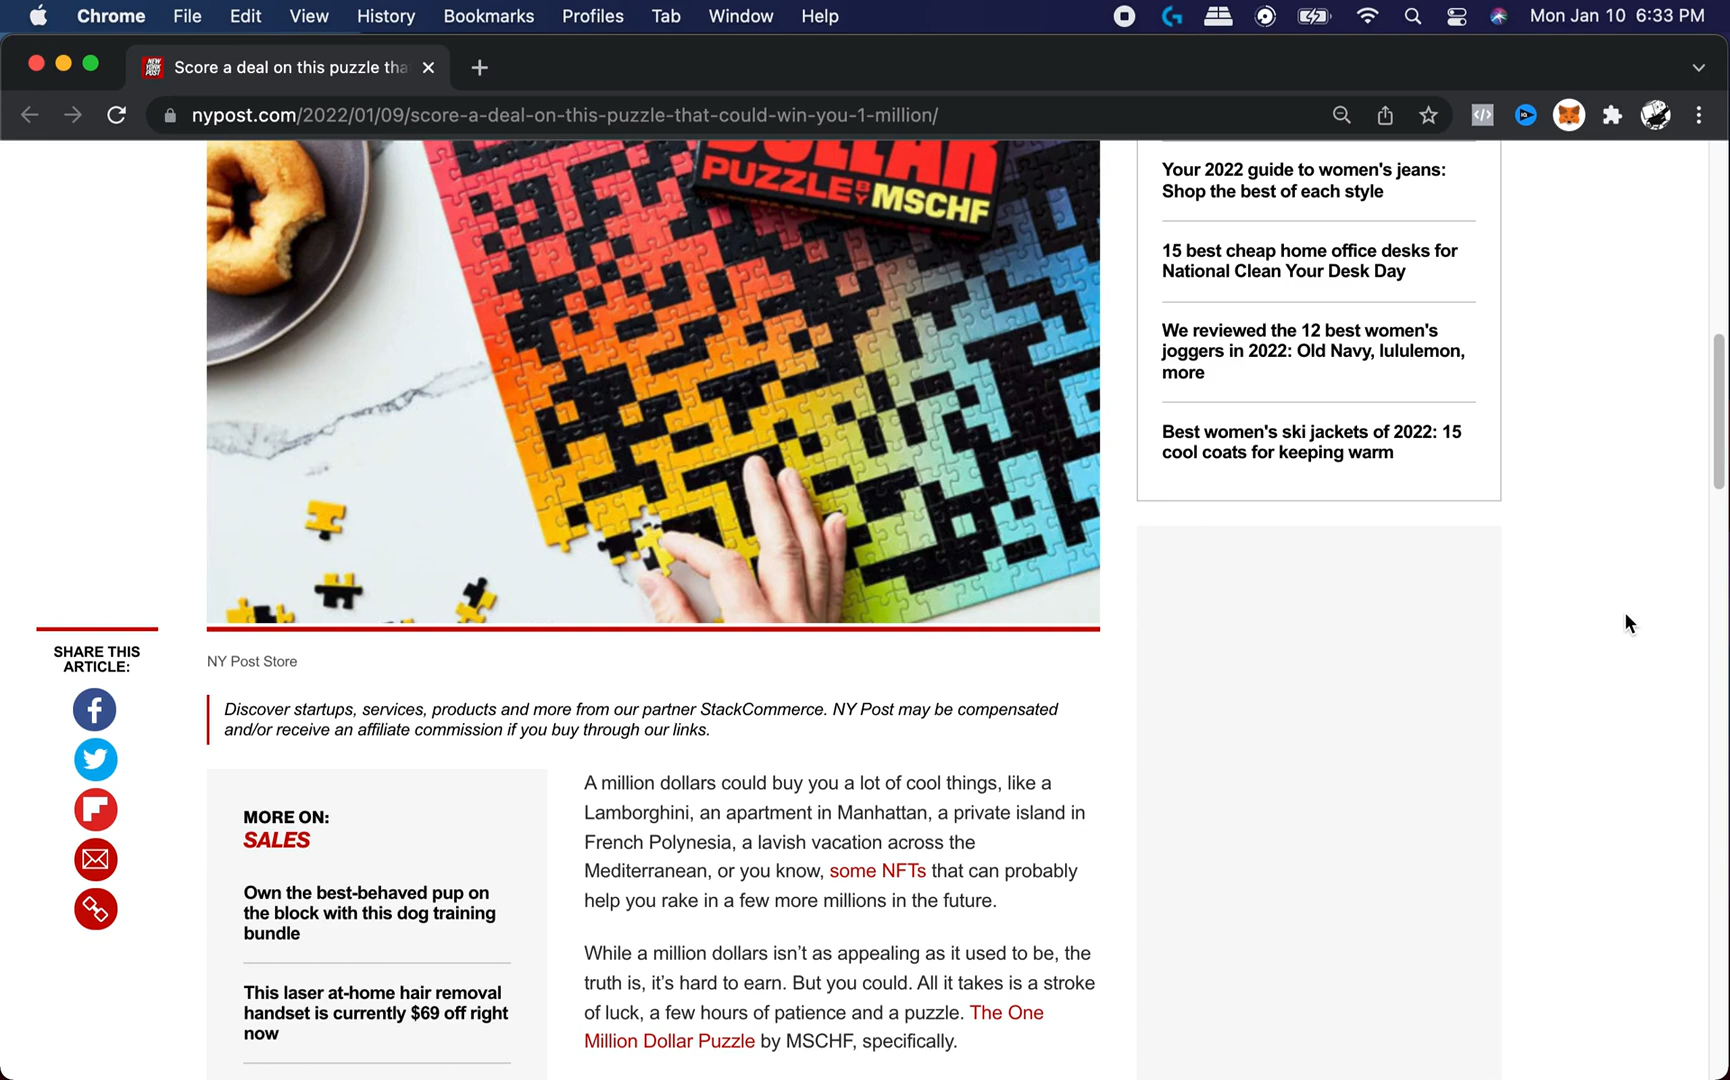 Chrome File Edit View History Bookmarks Profiles Tab Window Help Mon Jan 10 6:33 PM
Score a deal on this puzzle tha
nypost.com/2022/01/09/score-a-deal-on-this-puzzle-that-could-win-you-1-million/
DOLLAR
PUZZLE BY MSCHF
Your 2022 guide to women's jeans:
Shop the best of each style
15 best cheap home office desks for
National Clean Your Desk Day
We reviewed the 12 best women's
joggers in 2022: Old Navy, lululemon,
more
Best women's ski jackets of 2022: 15
cool coats for keeping warm
SHARE THIS
ARTICLE:
NY Post Store
Discover startups, services, products and more from our partner StackCommerce. NY Post may be compensated
and/or receive an affiliate commission if you buy through our links.
MORE ON:
SALES
Own the best-behaved pup on
the block with this dog training
bundle
This laser at-home hair removal
handset is currently $69 off right
now
A million dollars could buy you a lot of cool things, like a
Lamborghini, an apartment in Manhattan, a private island in
French Polynesia, a lavish vacation across the
Mediterranean, or you know, some NFTs that can probably
help you rake in a few more millions in the future.
While a million dollars isn't as appealing as it used to be, the
truth is, it's hard to earn. But you could. All it takes is a stroke
of luck, a few hours of patience and a puzzle. The One
Million Dollar Puzzle by MSCHF, specifically.